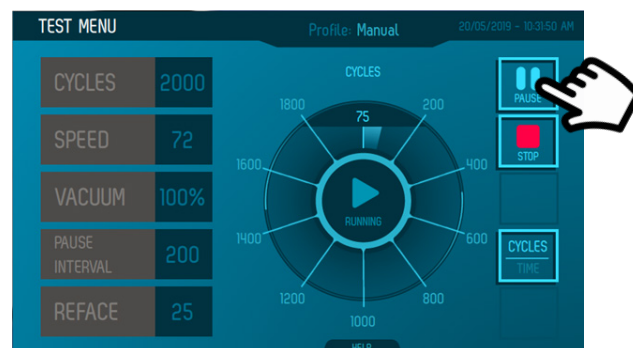 TEST MENU
Profile: Manual
20/05/2019 - 10:31:50 AM
CYCLES 2000
SPEED 72
VACUUM 100%
PAUSE
INTERVAL 200
REFACE 25
CYCLES
75
200
400
600
800
1000
1200
1400
1600
1800
RUNNING
PAUSE
STOP
CYCLES
TIME
HELP